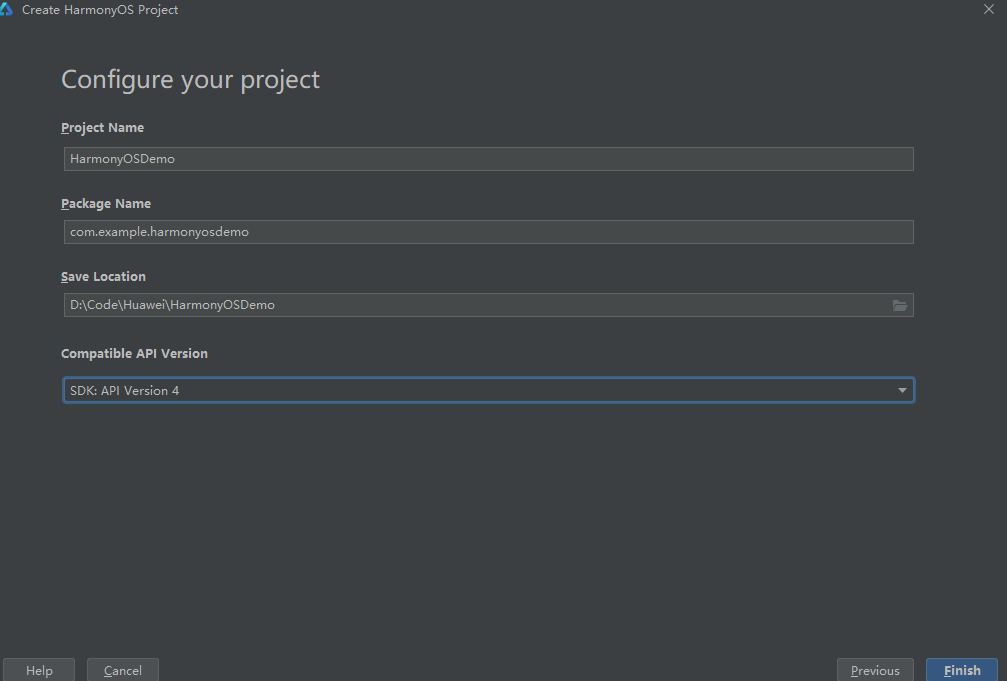 Create HarmonyOS Project
Configure your project
Project Name
HarmonyOSDemo
Package Name
com.example.harmonyosdemo
Save Location
D:\Code\Huawei\HarmonyOSDemo
Compatible API Version
SDK: API Version 4
Help Cancel Previous Finish